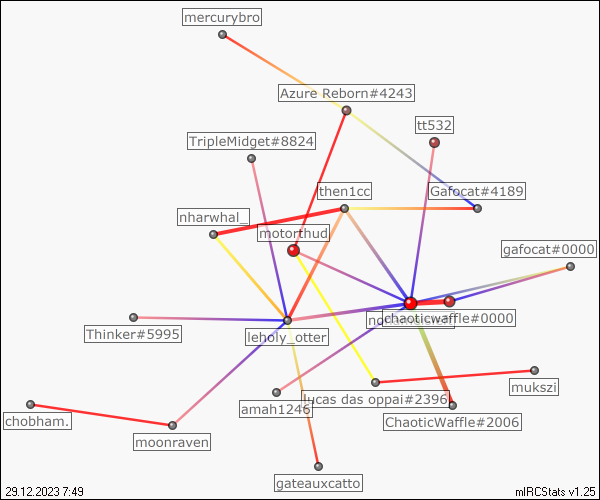 mercurybro
Azure Reborn#4243
tt532
TripleMidget#8824
then1cc
Gafocat#4189
nharwhal_
motorthud
gafocat#0000
chaoticwaffle#0000
Thinker#5995
leholy_otter
mukszi
lucas das oppai#2396
amah1246
chobham.
ChaoticWaffle#2006
moonraven
gateauxcatto
29.12.2023 7:49
mIRCStats v1.25